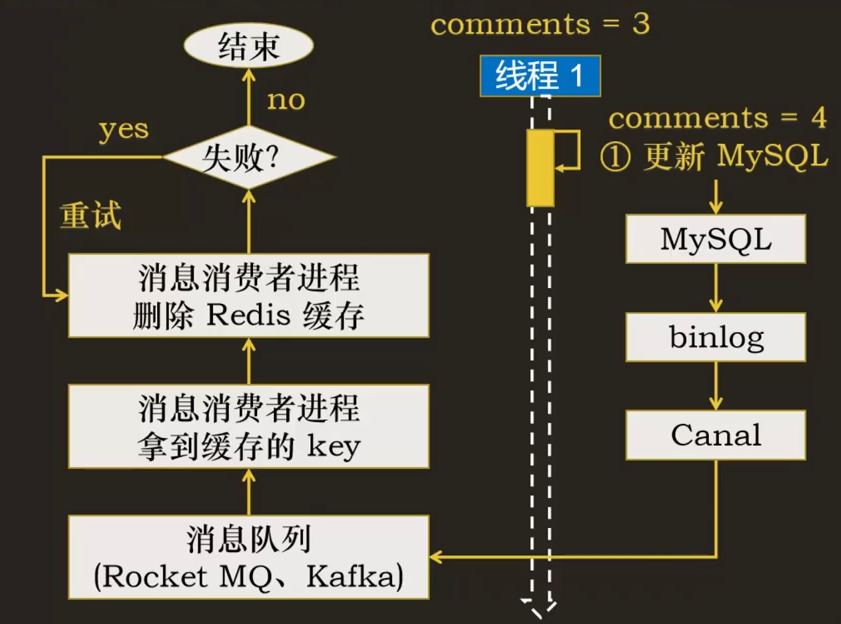 comments = 3
线程 1
comments = 4
① 更新 MySQL
MySQL
binlog
Canal
消息队列
(Rocket MQ、Kafka)
消息消费者进程
拿到缓存的 key
消息消费者进程
删除 Redis 缓存
失败?
yes
重试
no
结束